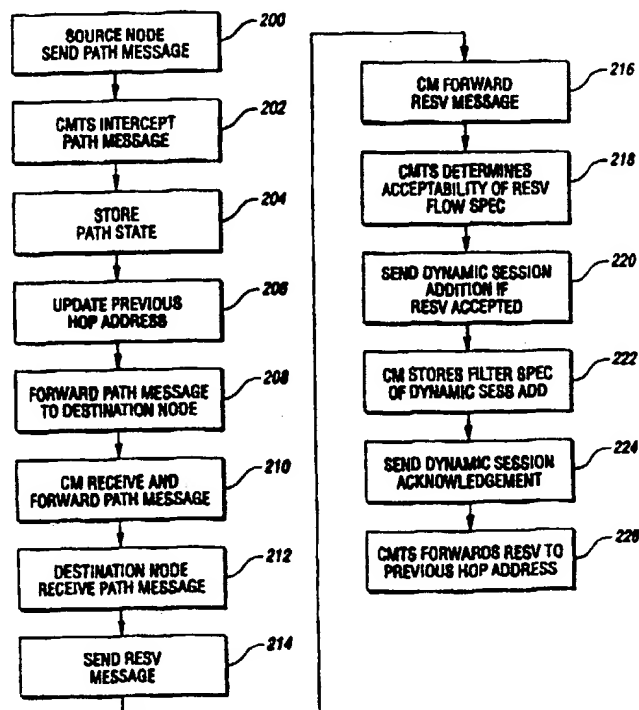 200
SOURCE NODE
SEND PATH MESSAGE
202
CMTS INTERCEPT
PATH MESSAGE
204
STORE
PATH STATE
206
UPDATE PREVIOUS
HOP ADDRESS
208
FORWARD PATH MESSAGE
TO DESTINATION NODE
210
CM RECEIVE AND
FORWARD PATH MESSAGE
212
DESTINATION NODE
RECEIVE PATH MESSAGE
214
SEND RESV
MESSAGE
216
CM FORWARD
RESV MESSAGE
218
CMTS DETERMINES
ACCEPTABILITY OF RESV
FLOW SPEC
220
SEND DYNAMIC SESSION
ADDITION IF
RESV ACCEPTED
222
CM STORES FILTER SPEC
OF DYNAMIC SESS ADD
224
SEND DYNAMIC SESSION
ACKNOWLEDGEMENT
226
CMTS FORWARDS RESV TO
PREVIOUS HOP ADDRESS